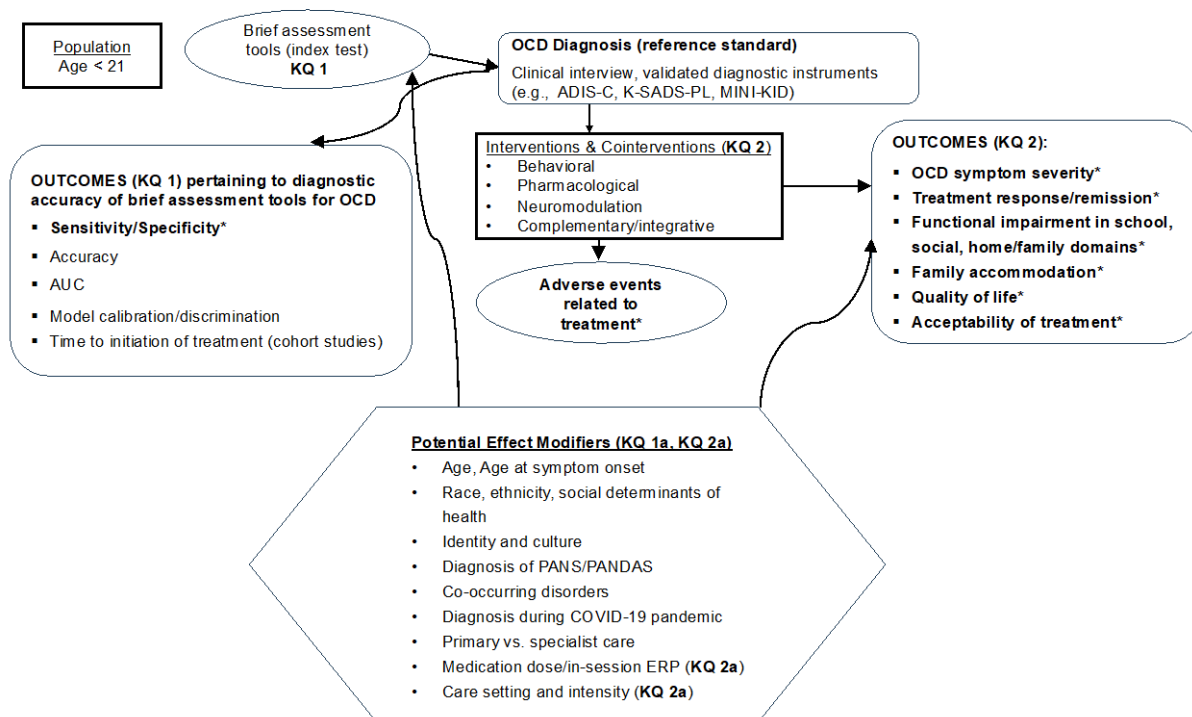 Population
Age < 21
Brief assessment
tools (index test)
KQ 1
OCD Diagnosis (reference standard)
Clinical interview, validated diagnostic instruments
(e.g., ADIS-C, K-SADS-PL, MINI-KID)
OUTCOMES (KQ 1) pertaining to diagnostic
accuracy of brief assessment tools for OCD
▪ Sensitivity/Specificity*
▪ Accuracy
▪ AUC
▪ Model calibration/discrimination
▪ Time to initiation of treatment (cohort studies)
Interventions & Cointerventions (KQ 2)
• Behavioral
• Pharmacological
• Neuromodulation
• Complementary/integrative
Adverse events
related to
treatment*
OUTCOMES (KQ 2):
▪ OCD symptom severity*
▪ Treatment response/remission*
▪ Functional impairment in school,
social, home/family domains*
▪ Family accommodation*
▪ Quality of life*
▪ Acceptability of treatment*
Potential Effect Modifiers (KQ 1a, KQ 2a)
• Age, Age at symptom onset
• Race, ethnicity, social determinants of
health
• Identity and culture
• Diagnosis of PANS/PANDAS
• Co-occurring disorders
• Diagnosis during COVID-19 pandemic
• Primary vs. specialist care
• Medication dose/in-session ERP (KQ 2a)
• Care setting and intensity (KQ 2a)